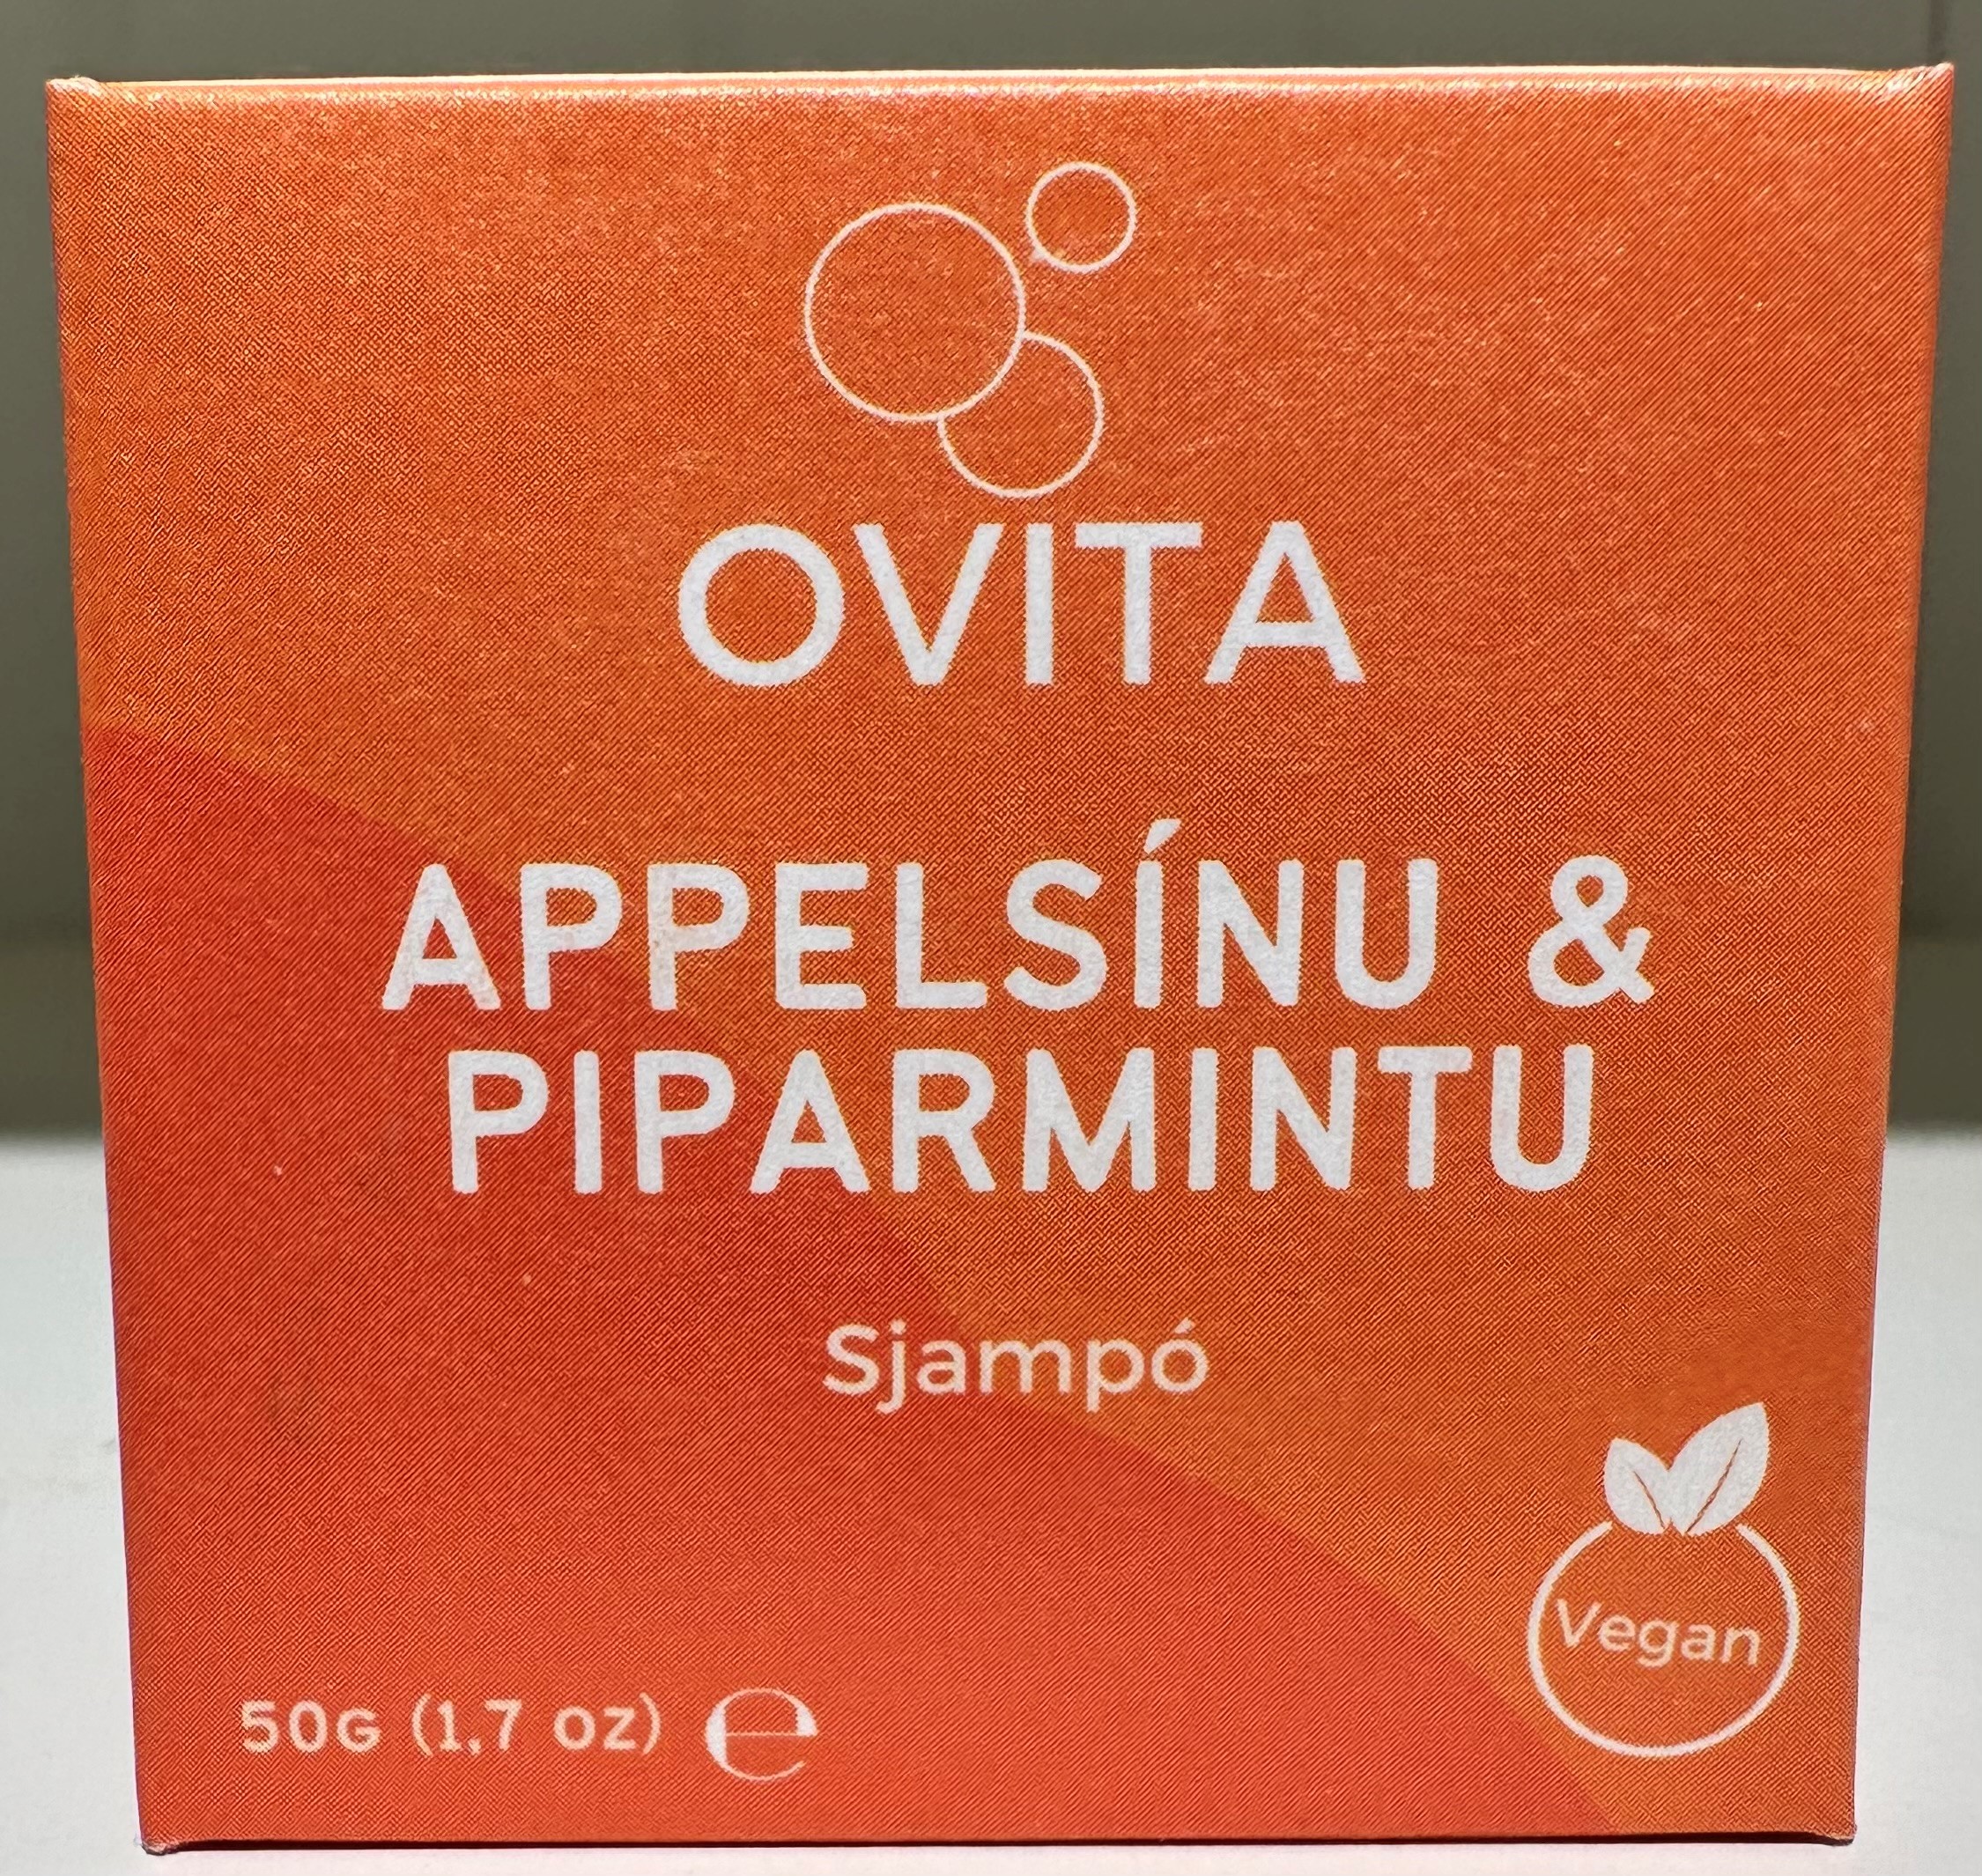 OVITA
APPELSÍNU &
PIPARMINTU
Sjampó
Vegan
50G (1,7 oz) ℮